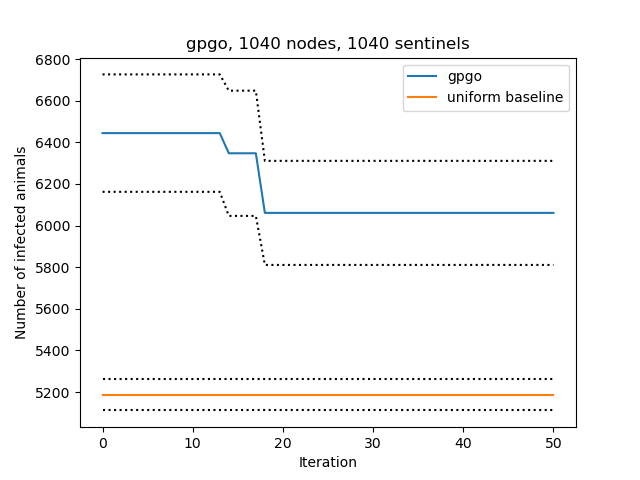 gpgo, 1040 nodes, 1040 sentinels
6800
6600
6400
6200
6000
5800
5600
5400
5200
Number of infected animals
gpgo
uniform baseline
0 10 20 30 40 50
Iteration